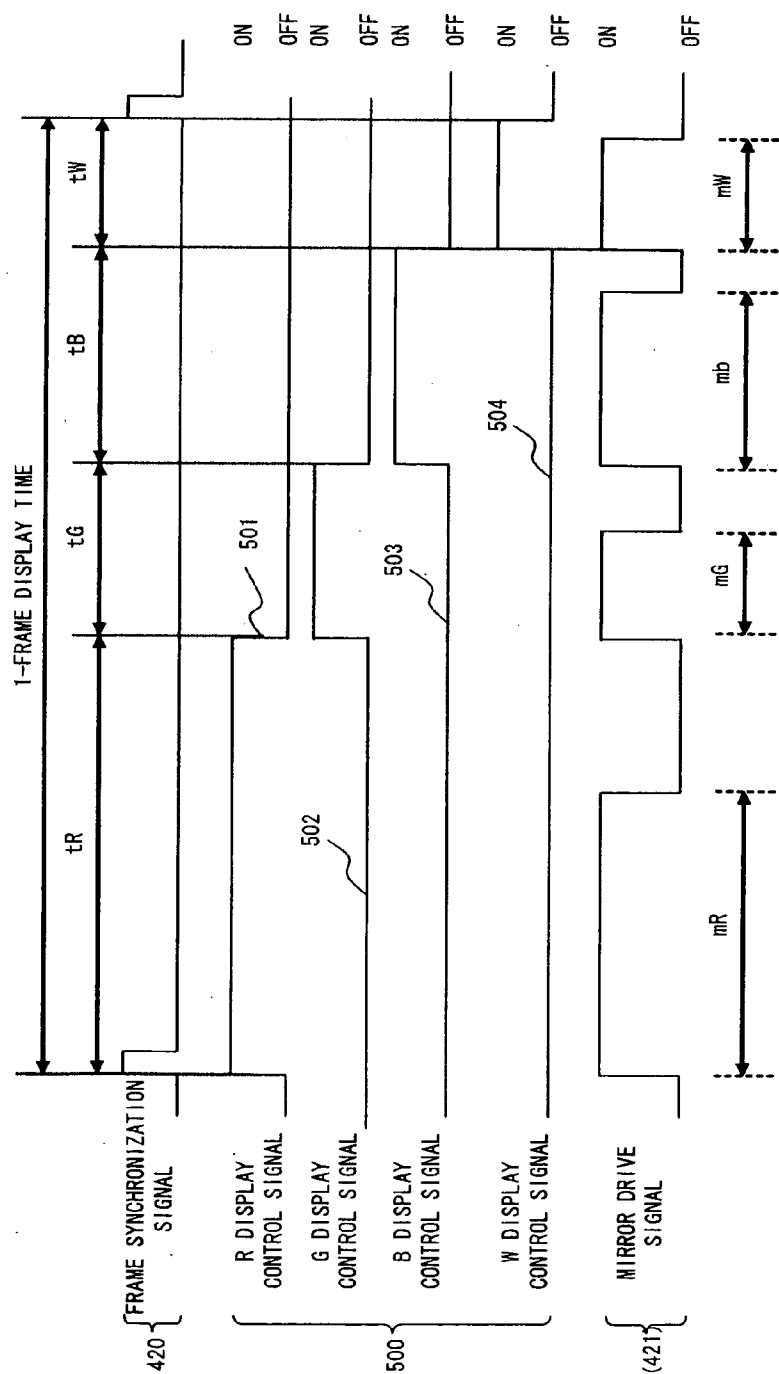 1-FRAME DISPLAY TIME
tR
tG
tB
tW
420
FRAME SYNCHRONIZATION
SIGNAL
500
R DISPLAY
CONTROL SIGNAL
501
ON
OFF
G DISPLAY
CONTROL SIGNAL
502
ON
OFF
B DISPLAY
CONTROL SIGNAL
503
ON
OFF
W DISPLAY
CONTROL SIGNAL
504
ON
OFF
(421)
MIRROR DRIVE
SIGNAL
ON
OFF
mR
mG
mb
mW